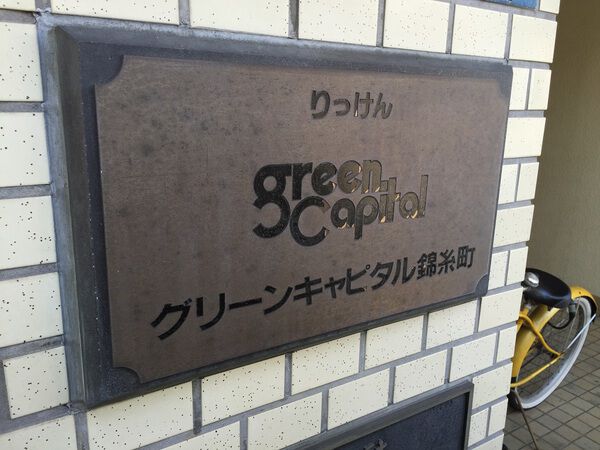 りっけん
green
Capital
グリーンキャピタル錦糸町